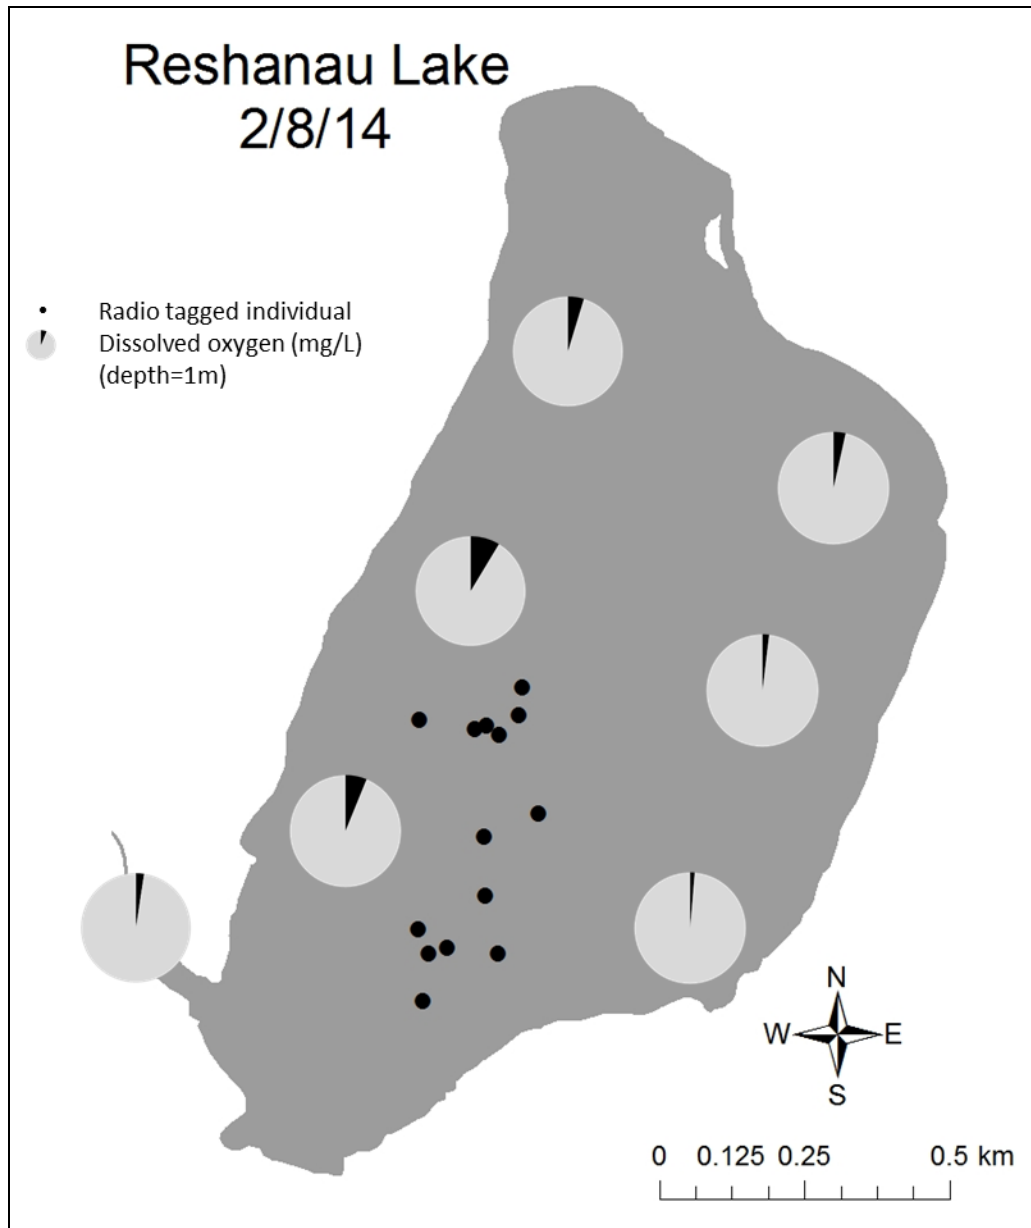 Reshanau Lake
2/8/14
Radio tagged individual
Dissolved oxygen (mg/L)
(depth=1m)
N
W E
S
0 0.125 0.25 0.5 km